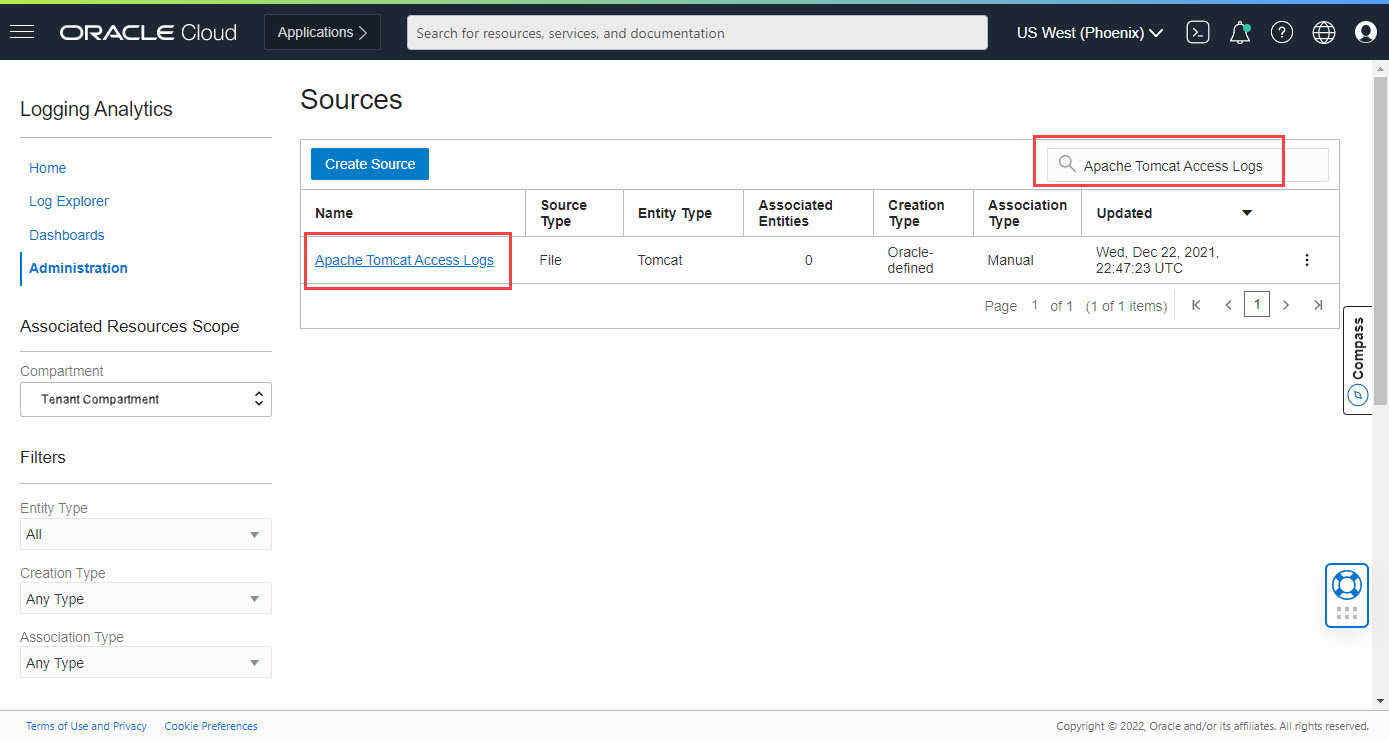 ORACLE Cloud
Applications
Search for resources, services, and documentation
US West (Phoenix)
Logging Analytics
Home
Log Explorer
Dashboards
Administration
Associated Resources Scope
Compartment
Tenant Compartment
Filters
Entity Type
All
Creation Type
Any Type
Association Type
Any Type
Sources
Create Source
Apache Tomcat Access Logs
Name
Source
Type
Entity Type
Associated
Entities
Creation
Type
Association
Type
Updated
Apache Tomcat Access Logs
File
Tomcat
0
Oracle-
defined
Manual
Wed, Dec 22, 2021,
22:47:23 UTC
Page 1 of 1 (1 of 1 items) 1
Compass
Terms of Use and Privacy Cookie Preferences
Copyright © 2022, Oracle and/or its affiliates. All rights reserved.